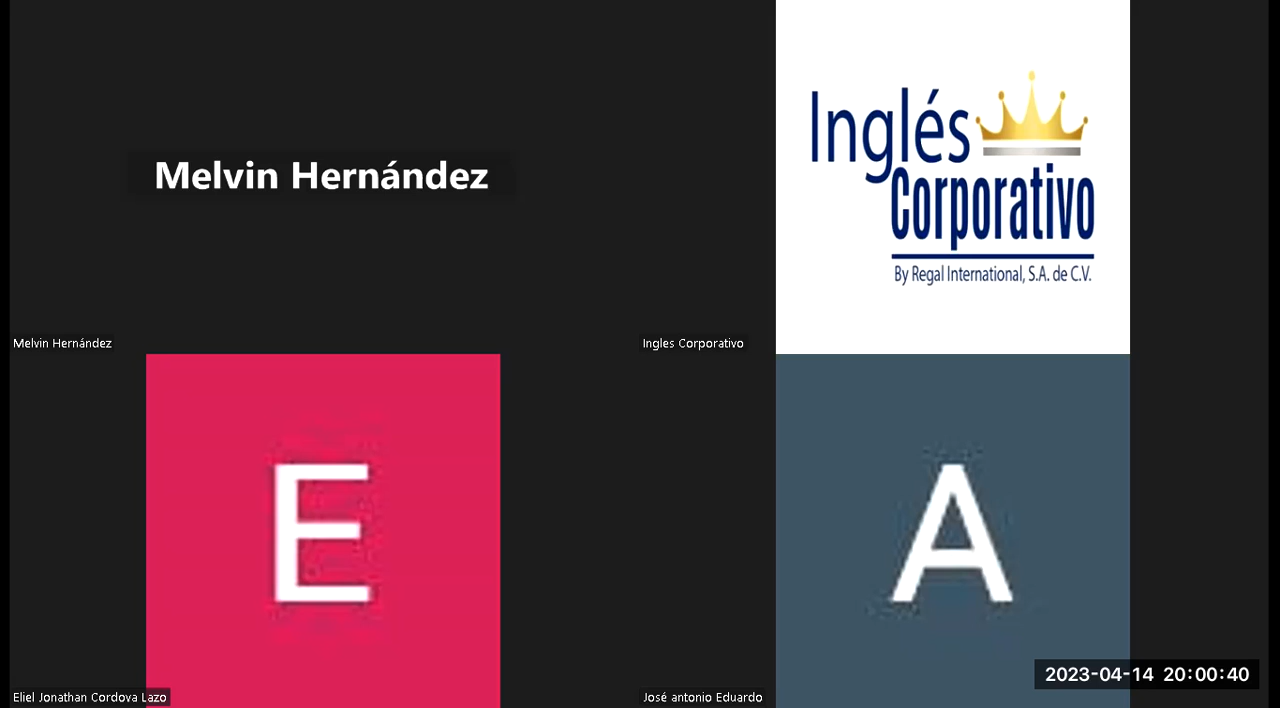 Melvin Hernández
Melvin Hernández
Inglés
Corporativo
By Regal International, S.A. de C.V.
Ingles Corporativo
E
Eliel Jonathan Cordova Lazo
A
José antonio Eduardo
2023-04-14 20:00:40